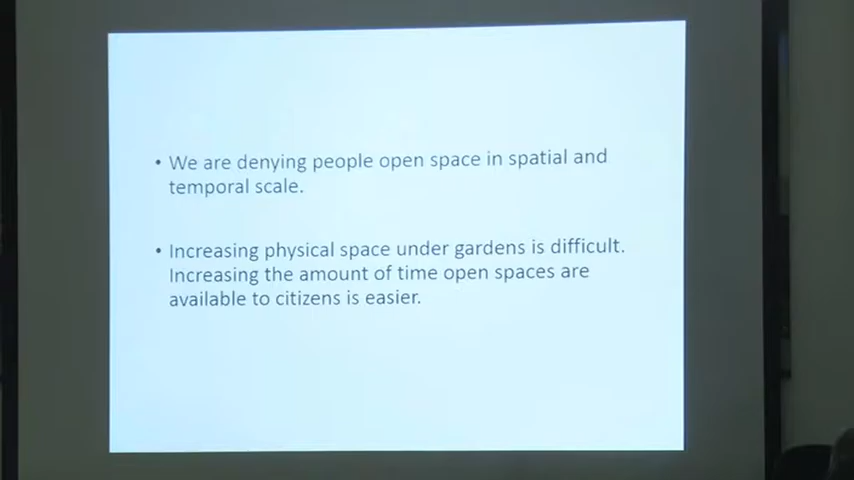 • We are denying people open space in spatial and
temporal scale.
• Increasing physical space under gardens is difficult.
Increasing the amount of time open spaces are
available to citizens is easier.